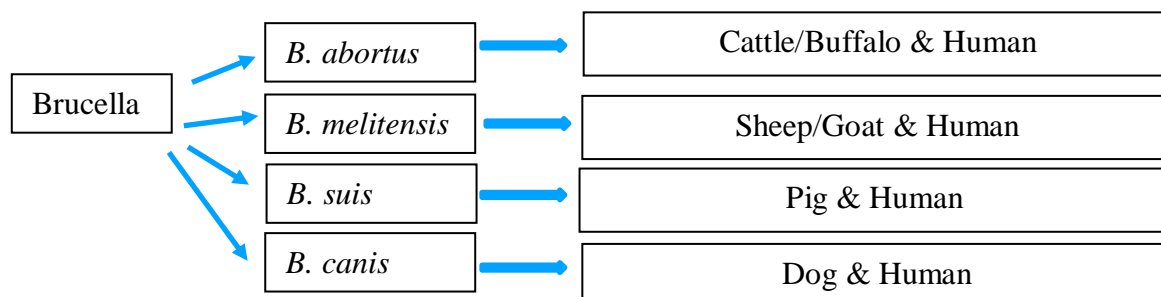 Brucella
B. abortus
Cattle/Buffalo & Human
B. melitensis
Sheep/Goat & Human
B. suis
Pig & Human
B. canis
Dog & Human